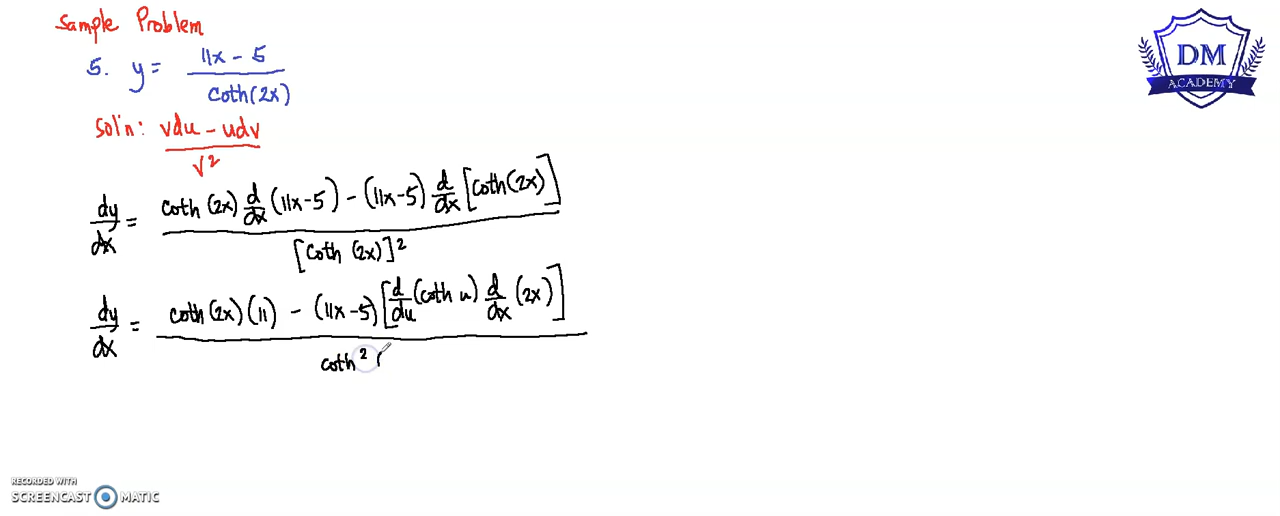 Sample Problem
5. y = (11x - 5) / coth(2x)
Sol'n: (vdu - udv) / v²
dy/dx = (coth(2x) d/dx (11x-5) - (11x-5) d/dx [coth(2x)]) / [coth(2x)]²
dy/dx = (coth(2x)(11) - (11x-5) [d/du (coth u) d/dx (2x)]) / coth² (
DM
ACADEMY
RECORDED WITH
SCREENCAST MATIC